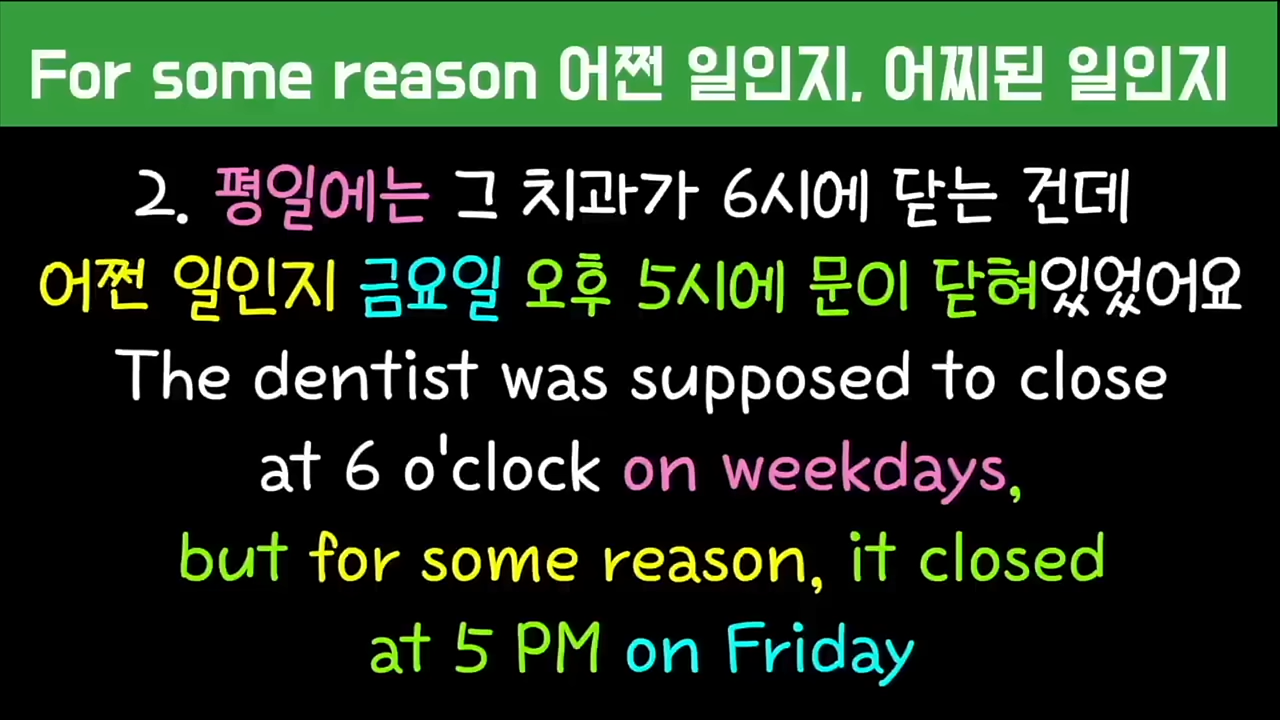 For some reason 어쩐 일인지, 어찌된 일인지
2. 평일에는 그 치과가 6시에 닫는 건데
어쩐 일인지 금요일 오후 5시에 문이 닫혀있었어요
The dentist was supposed to close
at 6 o'clock on weekdays,
but for some reason, it closed
at 5 PM on Friday